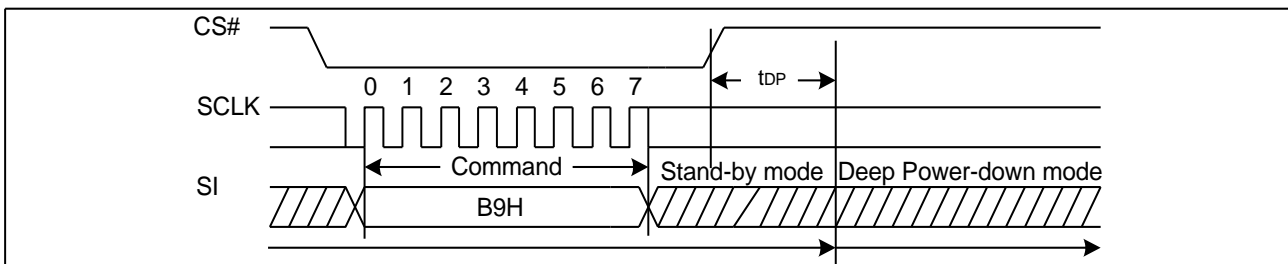 CS#
0 1 2 3 4 5 6 7
tDP
SCLK
Command
Stand-by mode Deep Power-down mode
SI
B9H